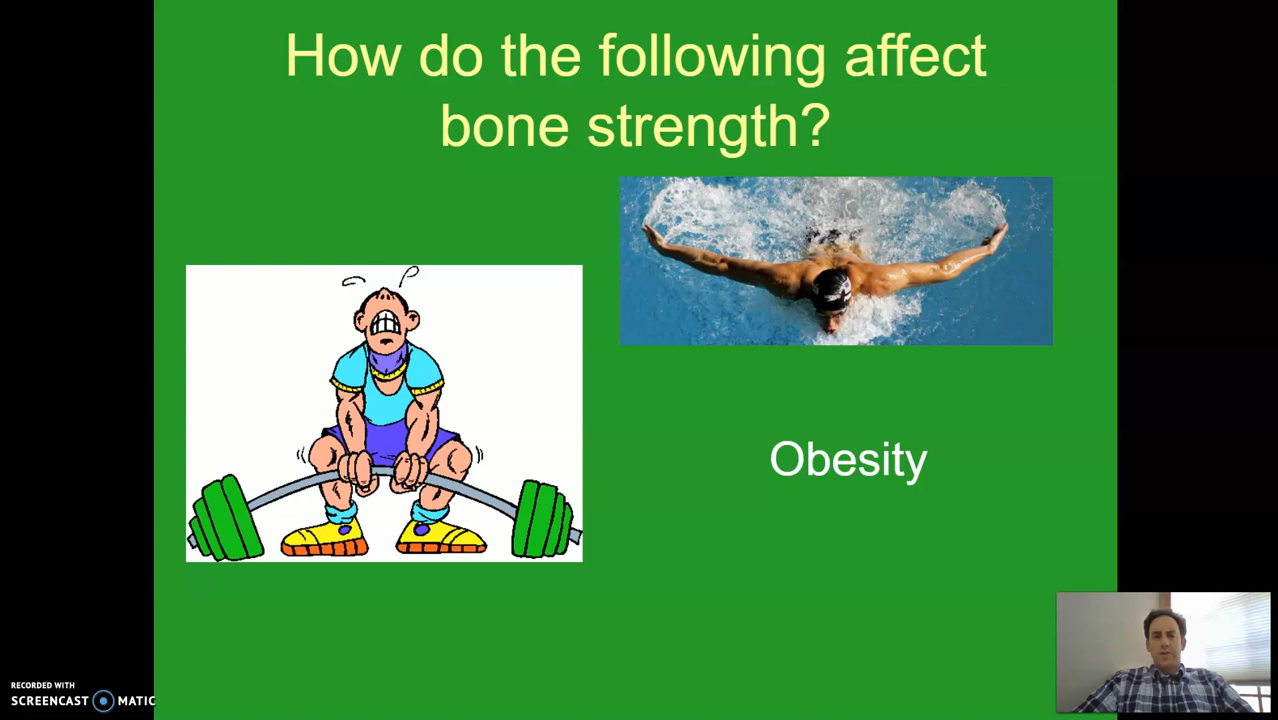 How do the following affect
bone strength?
Obesity
RECORDED WITH
SCREENCAST MATIC